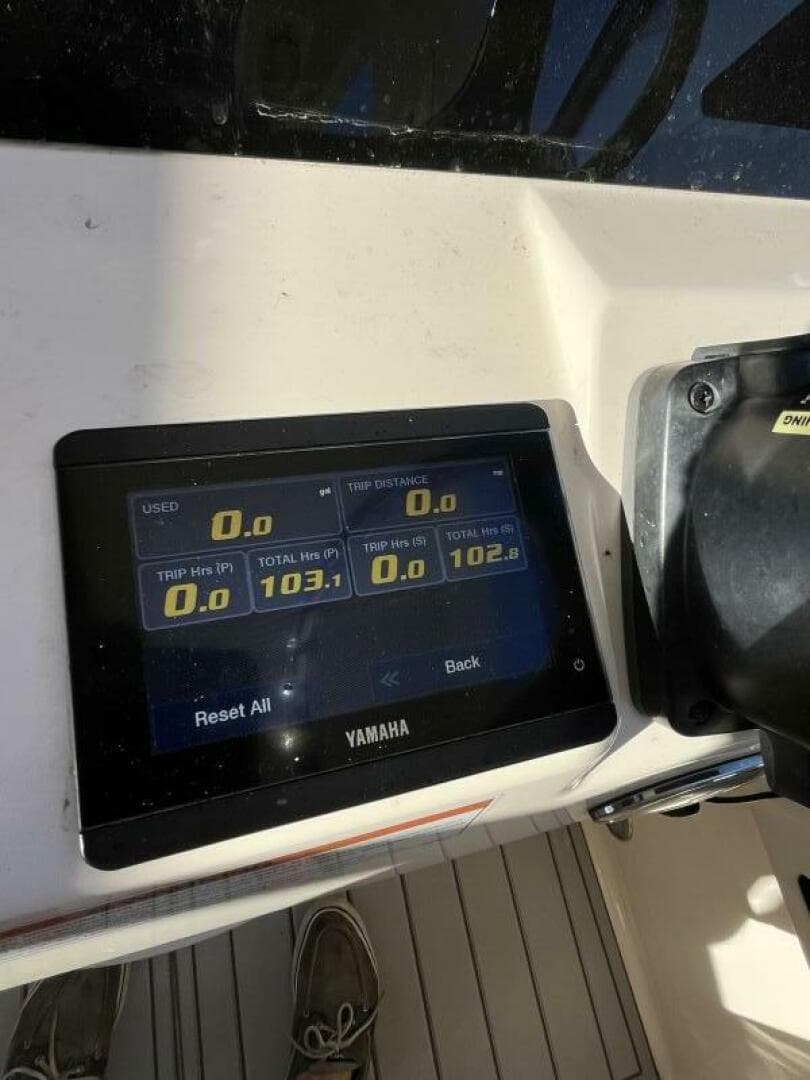 USED
gal
0.0
TRIP DISTANCE
0.0
TRIP Hrs (P)
0.0
TOTAL Hrs (P)
103.1
TRIP Hrs (S)
0.0
TOTAL Hrs (S)
102.8
Reset All
Back
YAMAHA